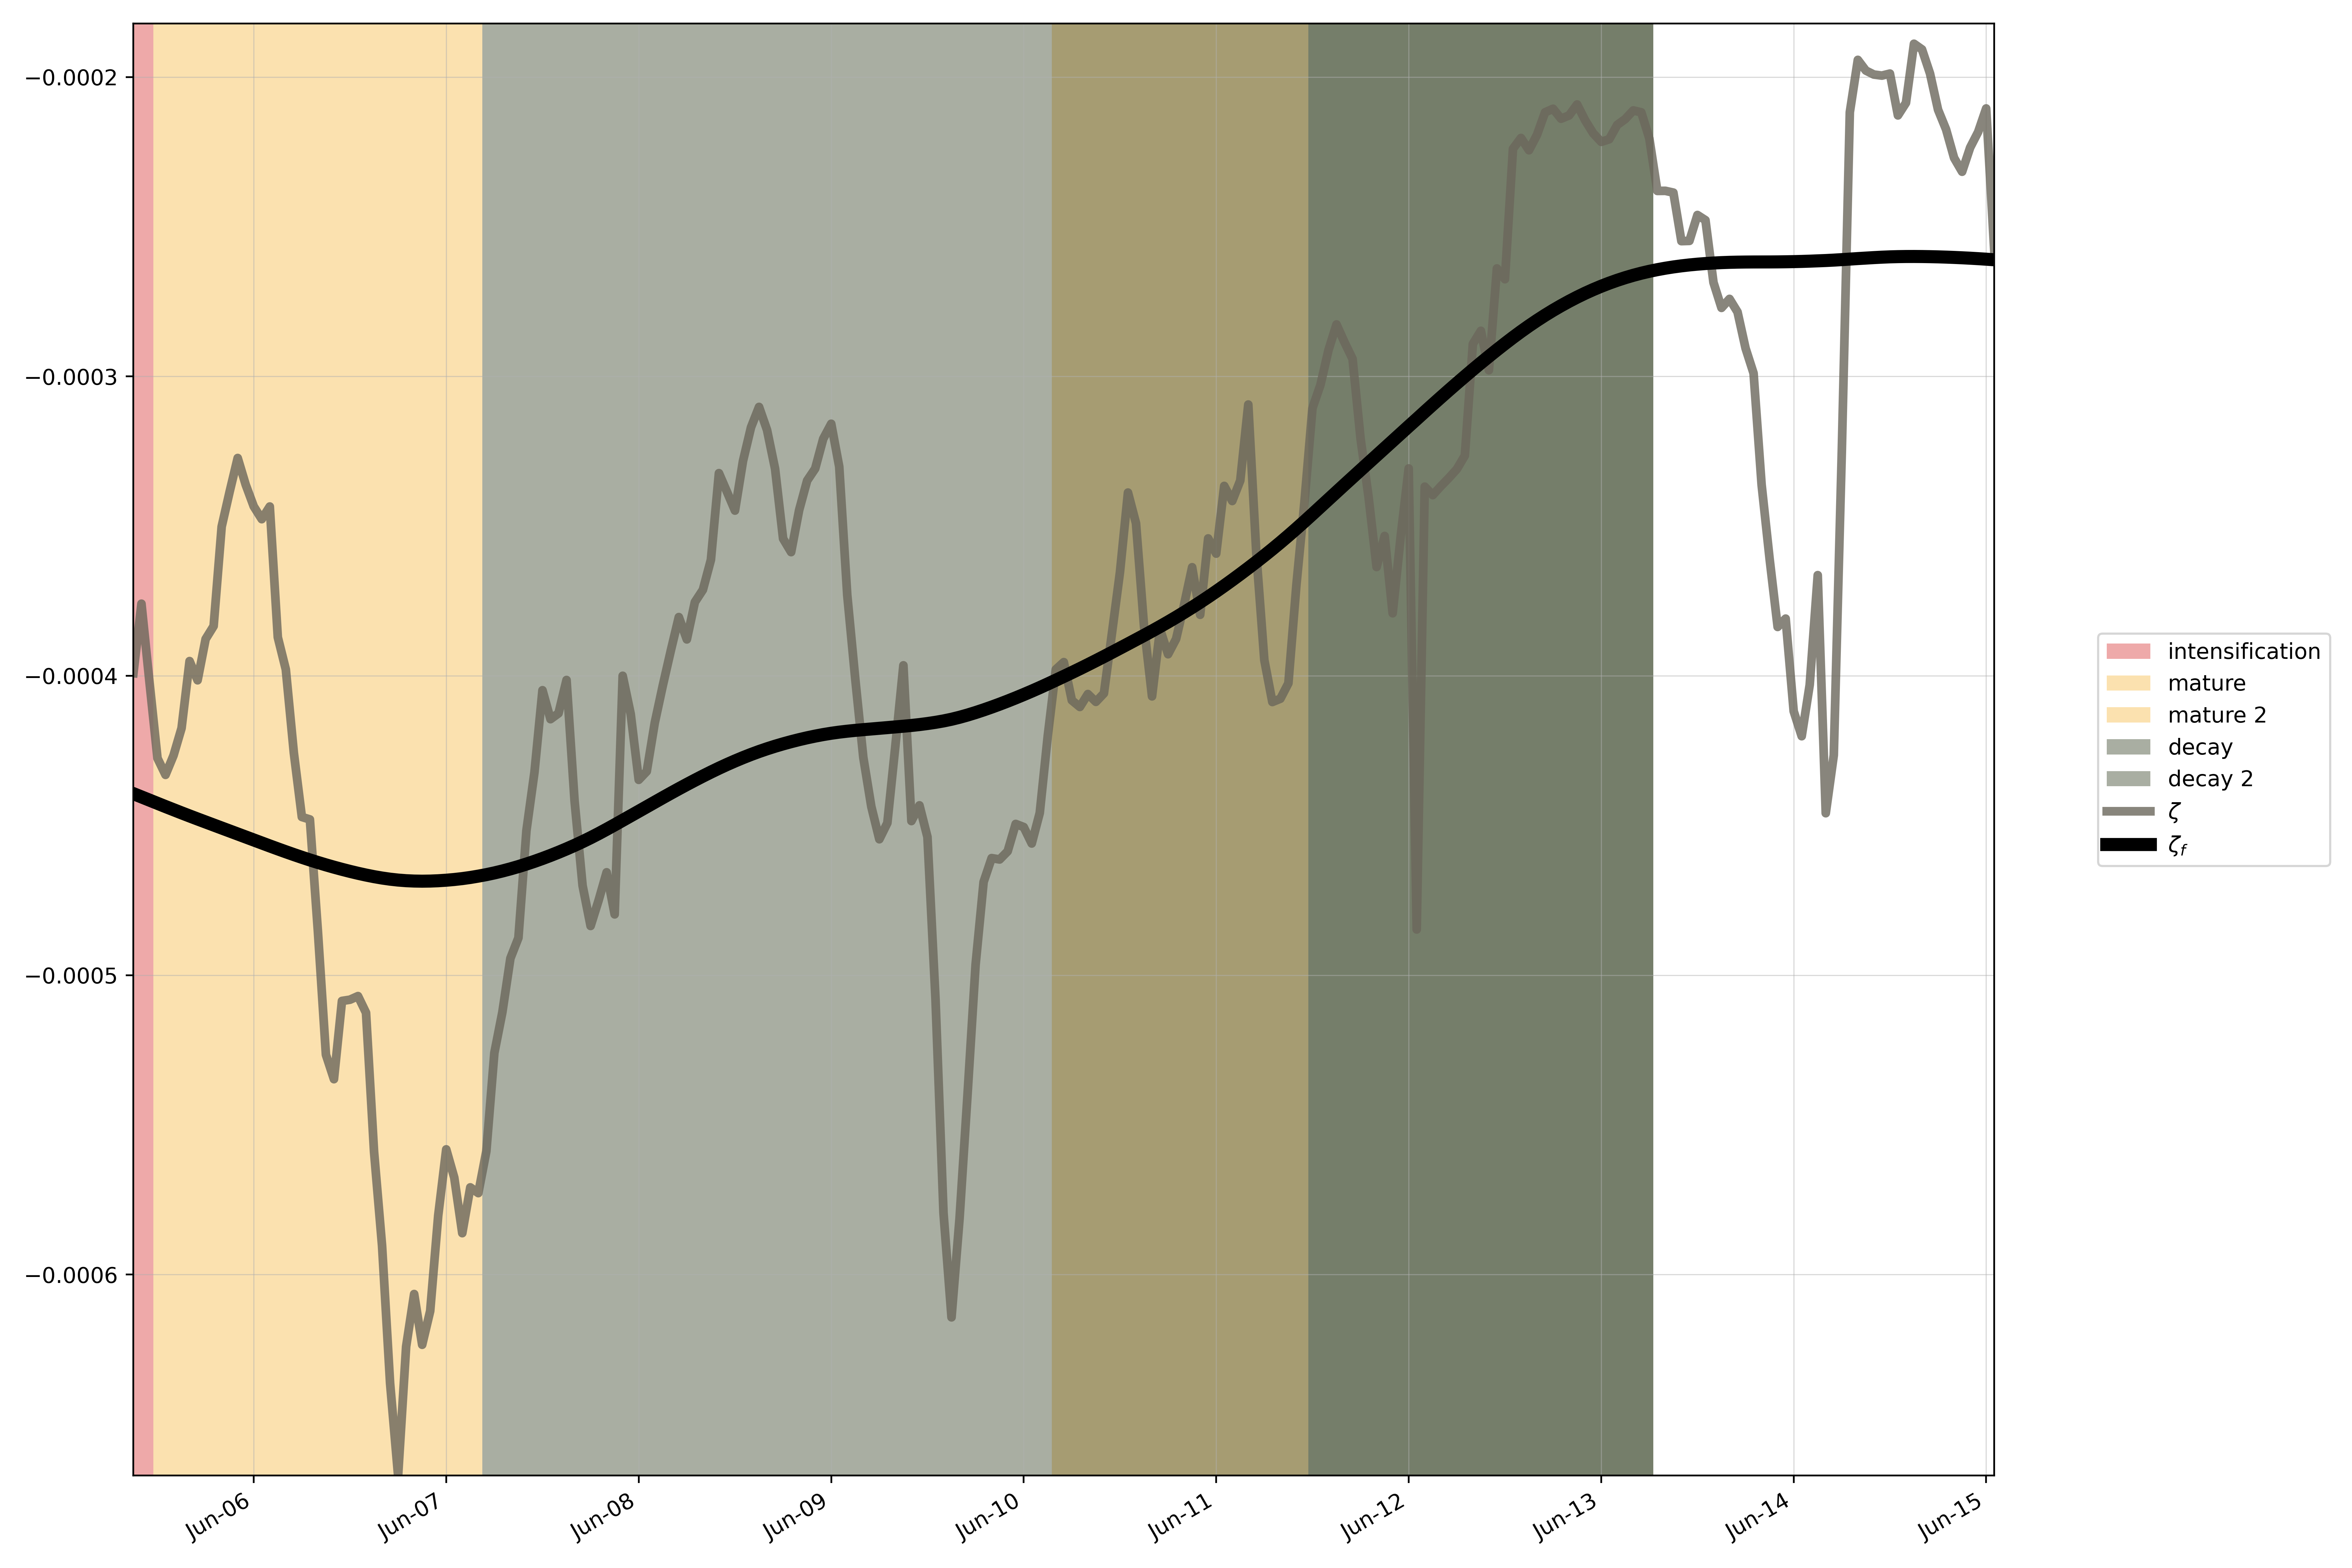 −0.0002
−0.0003
−0.0004
−0.0005
−0.0006
Jun-06
Jun-07
Jun-08
Jun-09
Jun-10
Jun-11
Jun-12
Jun-13
Jun-14
Jun-15
intensification
mature
mature 2
decay
decay 2
ζ
ζf